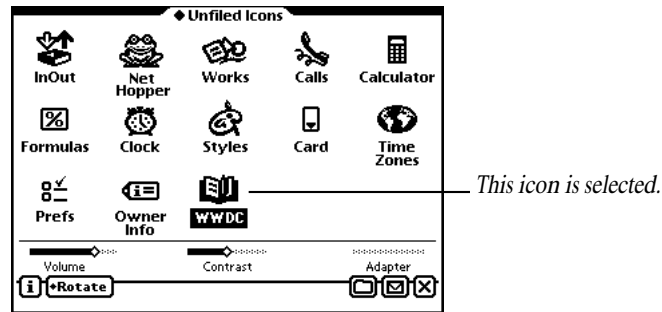 ◆ Unfiled Icons
InOut
Net
Hopper
Works
Calls
Calculator
Formulas
Clock
Styles
Card
Time
Zones
Prefs
Owner
Info
WWDC
This icon is selected.
Volume
Contrast
Adapter
i ◆Rotate